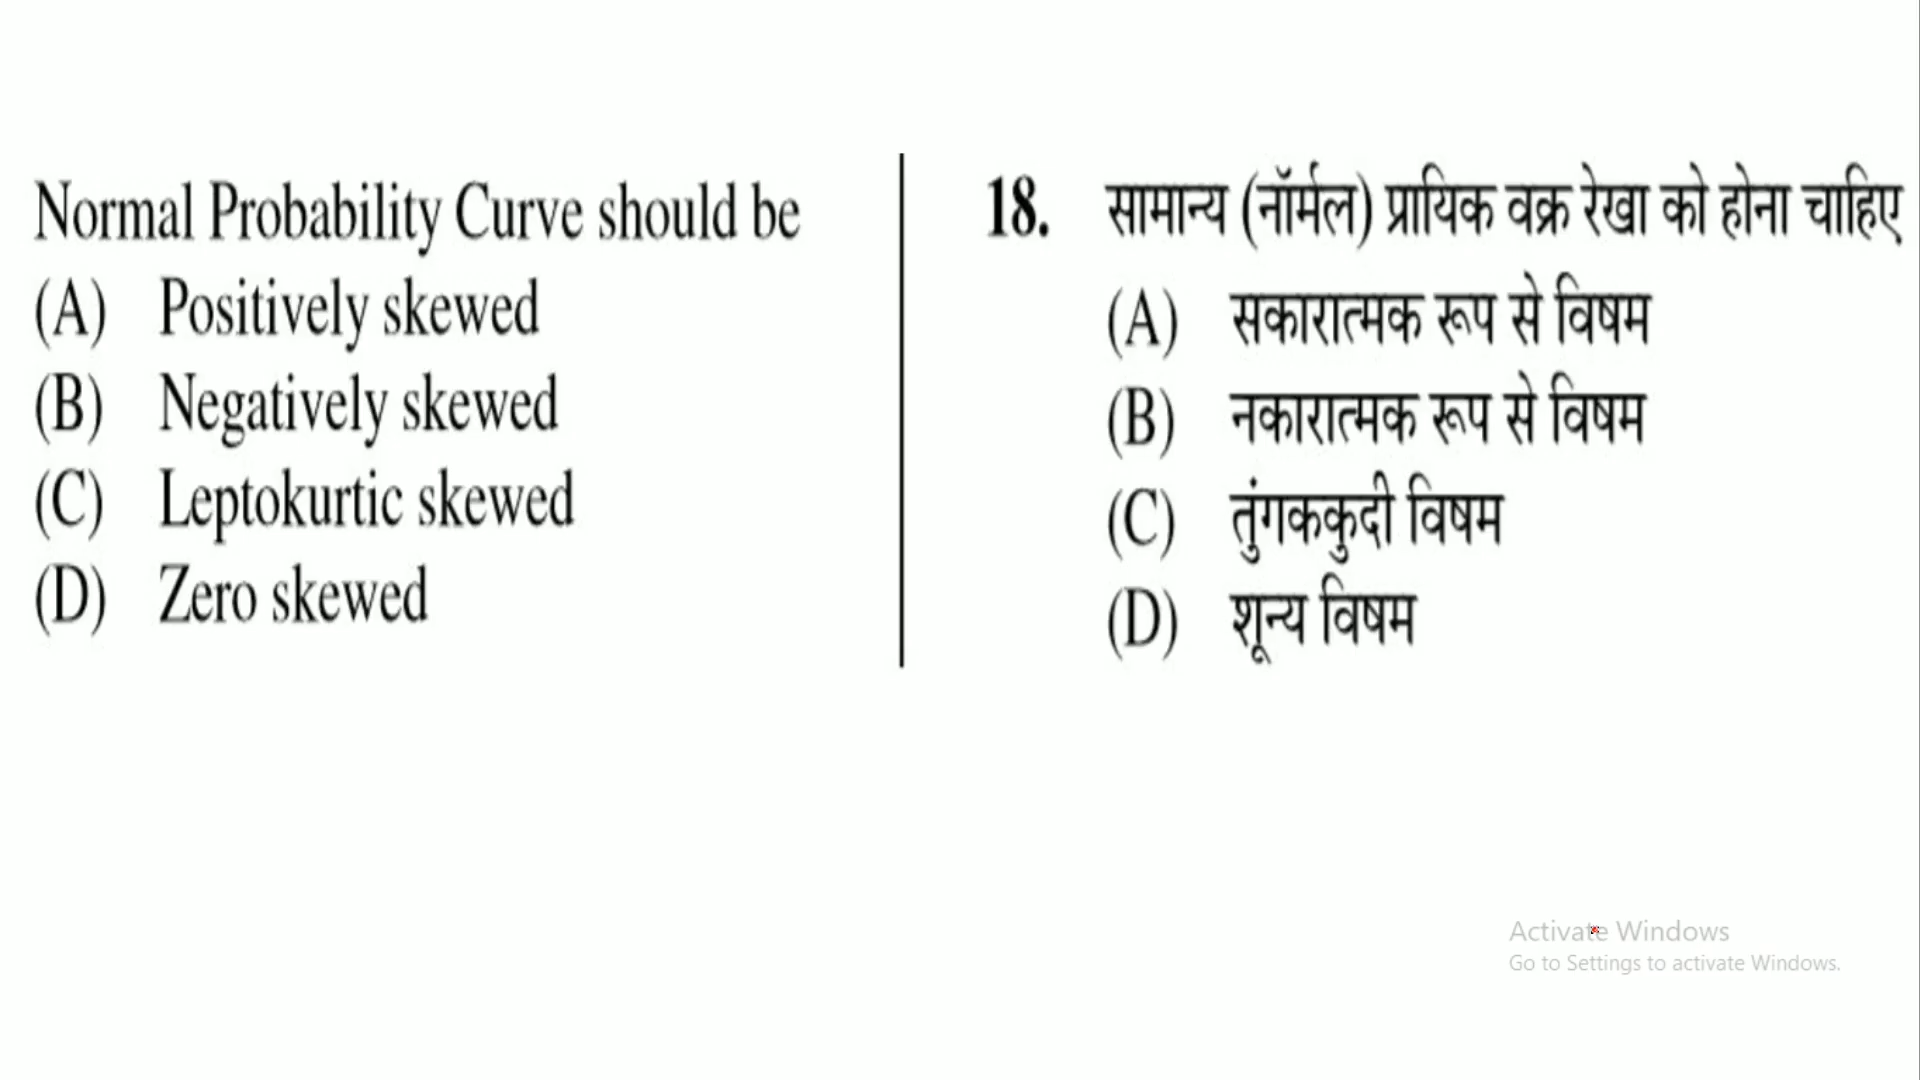 Normal Probability Curve should be
(A) Positively skewed
(B) Negatively skewed
(C) Leptokurtic skewed
(D) Zero skewed
18. सामान्य (नॉर्मल) प्रायिक वक्र रेखा को होना चाहिए
(A) सकारात्मक रूप से विषम
(B) नकारात्मक रूप से विषम
(C) तुंगककुदी विषम
(D) शून्य विषम
Activate Windows
Go to Settings to activate Windows.